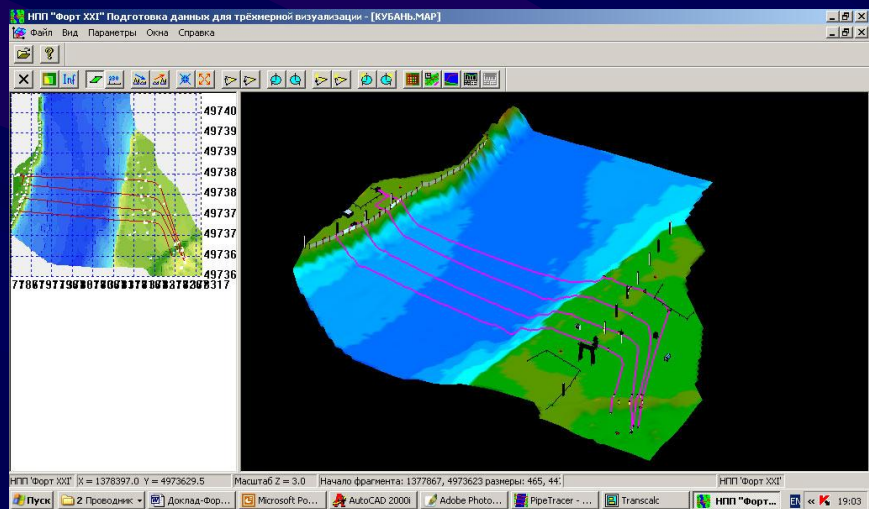 НПП "Форт XXI" Подготовка данных для трёхмерной визуализации - [КУБАНЬ.MAP]
Файл Вид Параметры Окна Справка
Inf
49740
49739
49739
49738
49738
49737
49737
49736
49736
НПП 'Форт XXI' X = 1378397.0 Y = 4973629.5 Масштаб Z = 3.0 Начало фрагмента: 1377867, 4973623 размеры: 465, 44 НПП 'Форт XXI'
Пуск 2 Проводник Доклад-Фор... Microsoft Po... AutoCAD 2000i Adobe Photo... PipeTracer - ... Transcalc НПП "Форт... EN « 19:03